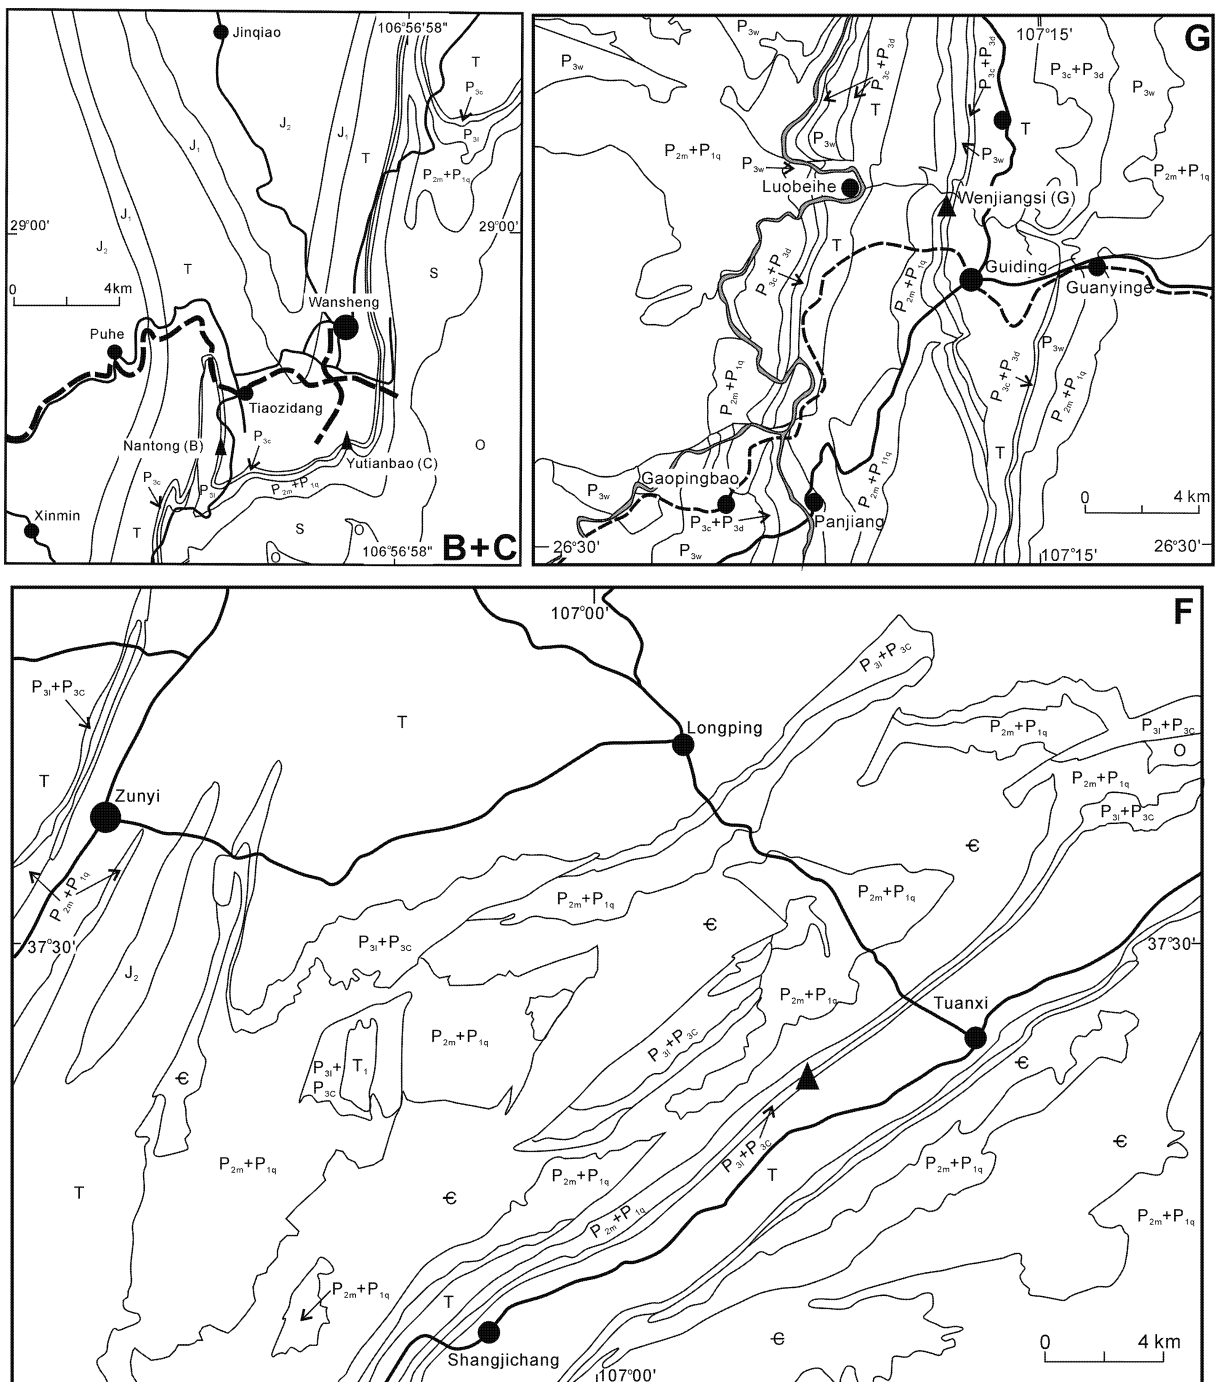 Jinqiao
106°56'58"
T
P3c
J2
J1
J1
T
P3l
P2m+P1q
J1
29°00'
29°00'
J2
T
S
0 4km
Wansheng
Puhe
Tiaozidang
Nantong (B)
P3c
Yutianbao (C)
O
P3c
P3l
P2m+P1q
Xinmin
T
S
O
O
106°56'58"
B+C
P3w
107°15'
G
P3w
P3c+P3d
P3c+P3d
P3c+P3d
P3w
T
T
P3w
P2m+P1q
P3w
P3w
P2m+P1q
Luobeihe
Wenjiangsi (G)
T
P3c+P3d
P2m+P1q
Guiding
Guanyinge
P3w
P2m+P1q
P3c+P3d
P2m+P1q
T
P2m+P11q
Gaopingbao
P3w
0 4 km
P3c+P3d
Panjiang
P3w
26°30'
107°15'
26°30'
107°00'
F
P3l+P3C
P3l+P3C
T
Longping
P2m+P1q
P3l+P3C
O
T
P2m+P1q
Zunyi
P3l+P3C
Є
P2m+P1q
P2m+P1q
P2m+P1q
Є
P3l+P3C
37°30'
37°30'
J2
P2m+P1q
Tuanxi
P2m+P1q
P3l+P3C
P3l+
P3C
T1
Є
Є
Є
P3l+P3C
P2m+P1q
P2m+P1q
P2m+P1q
T
T
Є
P2m+P1q
P2m+P1q
P2m+P1q
T
Є
0 4 km
Shangjichang
107°00'